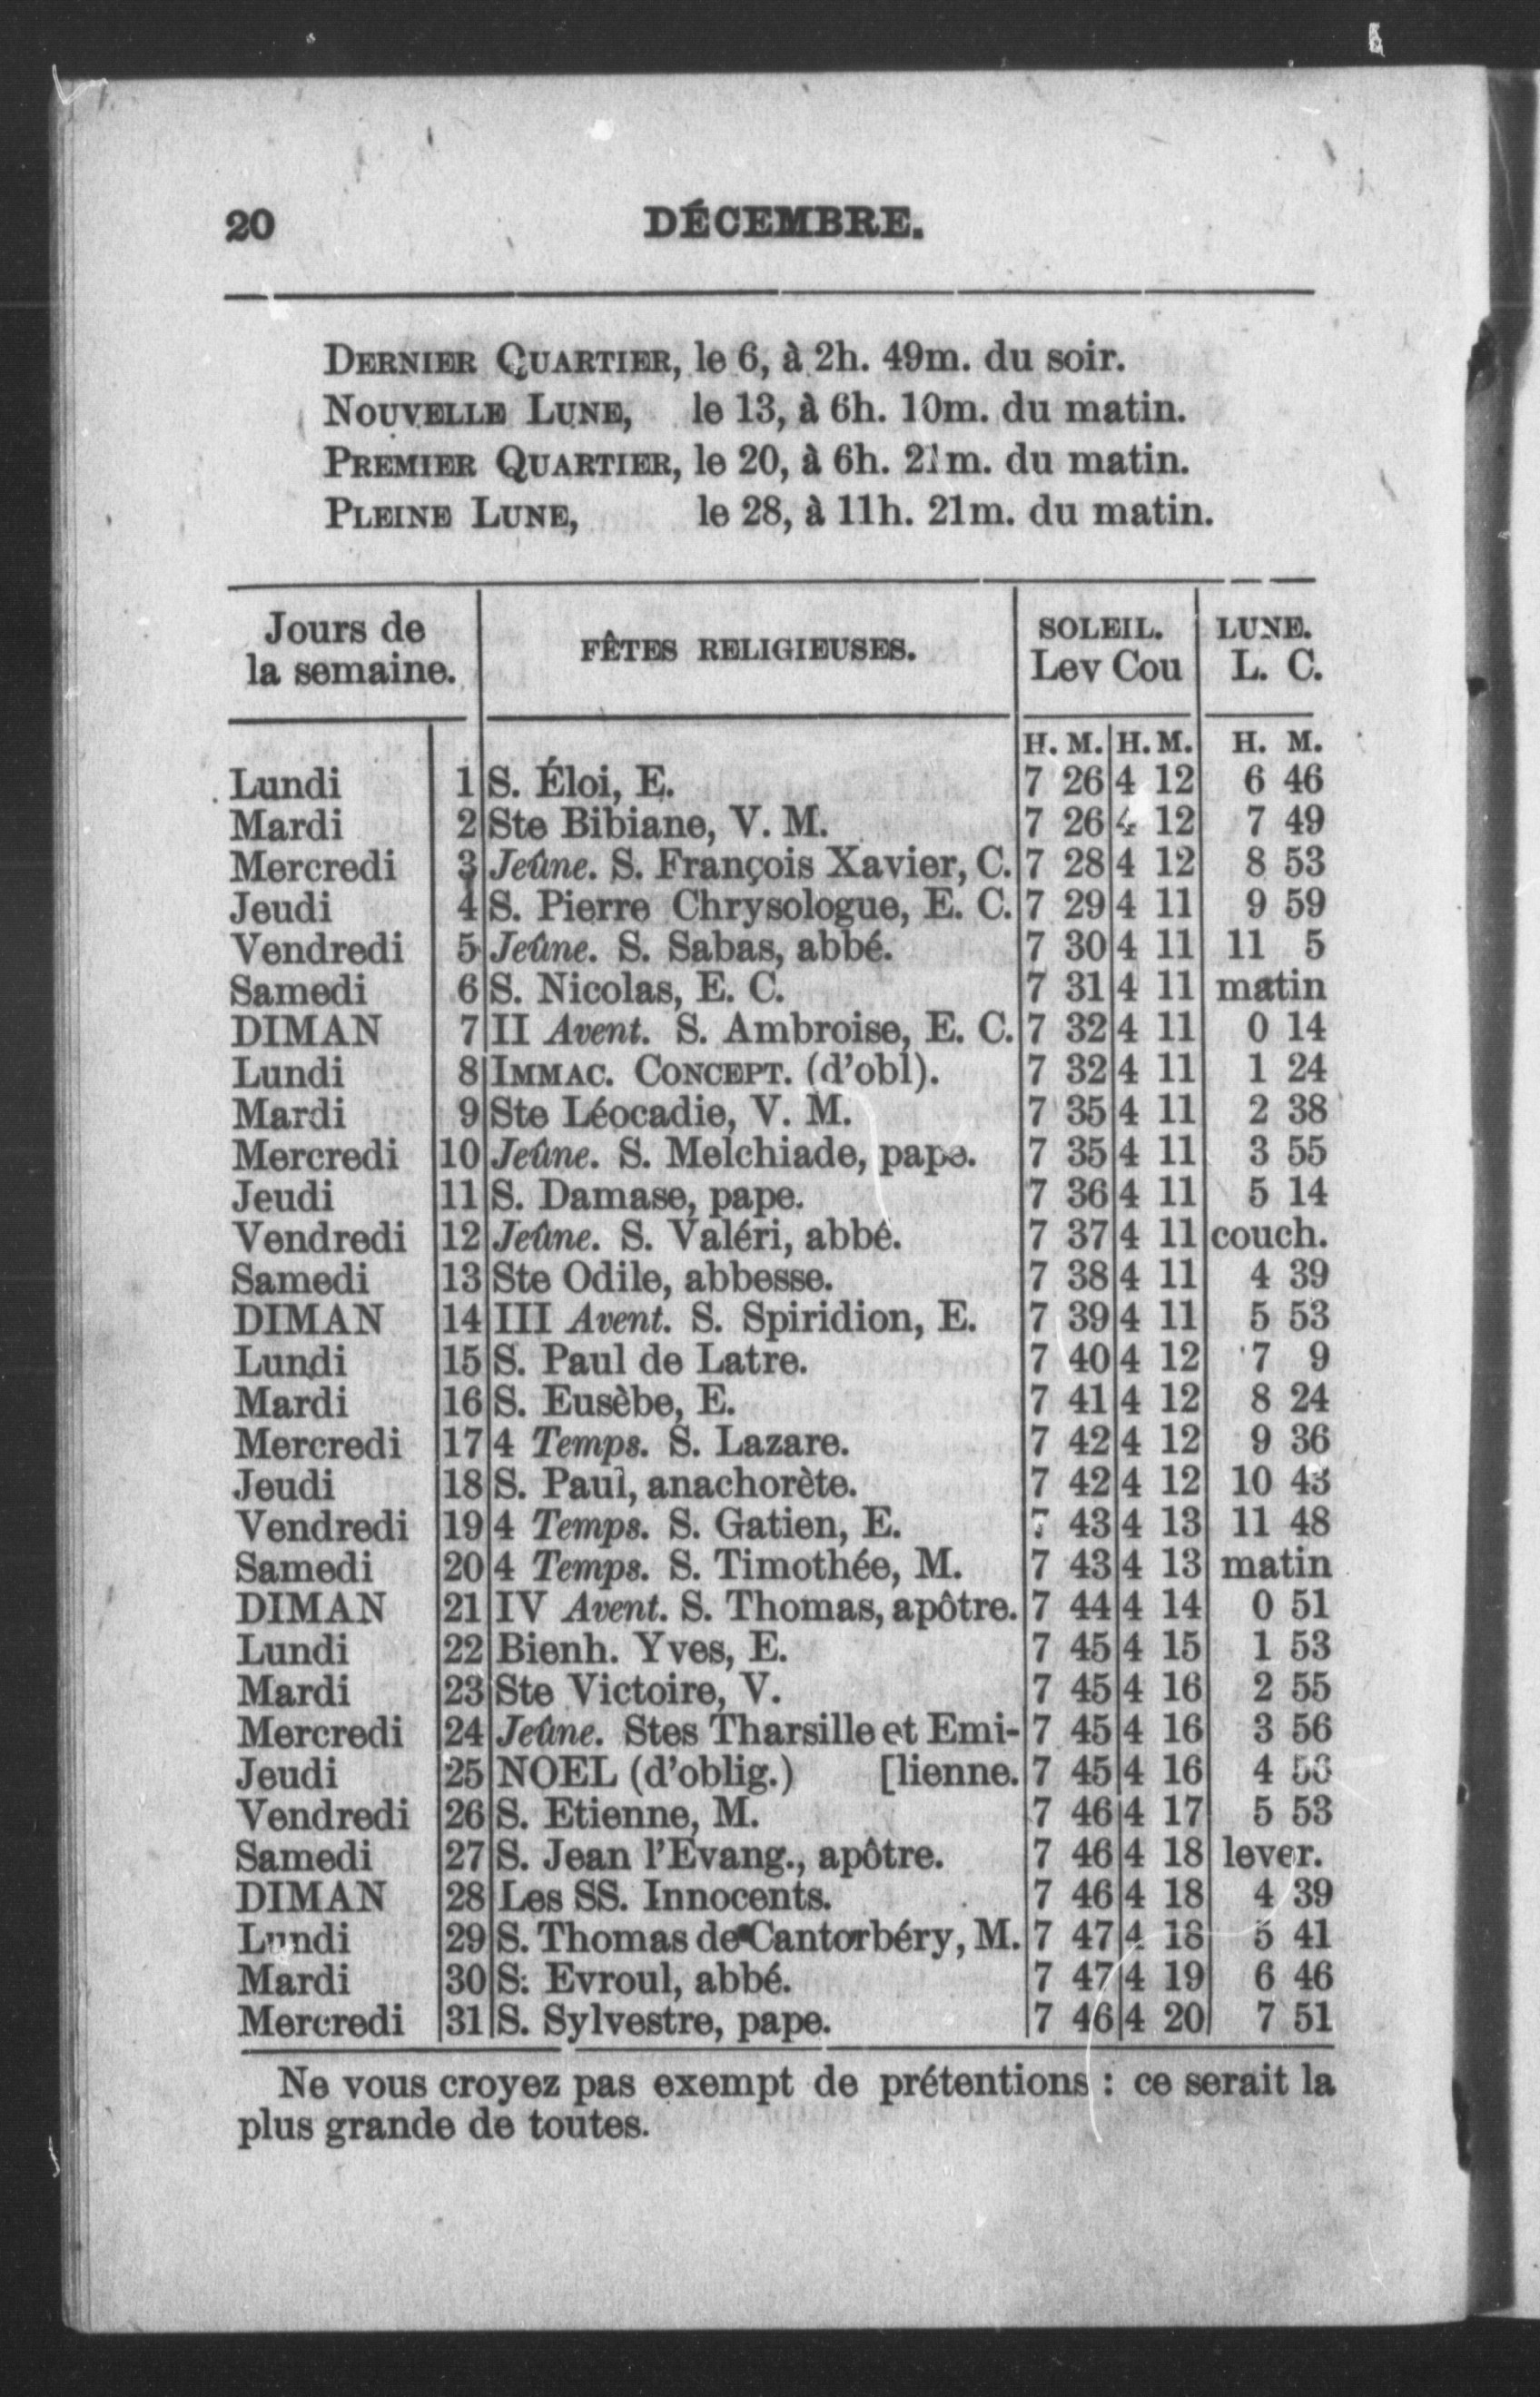 20 DÉCEMBRE.
DERNIER QUARTIER, le 6, à 2h. 49m. du soir.
NOUVELLE LUNE, le 13, à 6h. 10m. du matin.
PREMIER QUARTIER, le 20, à 6h. 21m. du matin.
PLEINE LUNE, le 28, à 11h. 21m. du matin.
Jours de la semaine. FÊTES RELIGIEUSES. SOLEIL. Lev Cou LUNE. L. C.
H. M. H. M. H. M.
Lundi 1 S. Éloi, E. 7 26 4 12 6 46
Mardi 2 Ste Bibiane, V. M. 7 26 4 12 7 49
Mercredi 3 Jeûne. S. François Xavier, C. 7 28 4 12 8 53
Jeudi 4 S. Pierre Chrysologue, E. C. 7 29 4 11 9 59
Vendredi 5 Jeûne. S. Sabas, abbé. 7 30 4 11 11 5
Samedi 6 S. Nicolas, E. C. 7 31 4 11 matin
DIMAN 7 II Avent. S. Ambroise, E. C. 7 32 4 11 0 14
Lundi 8 IMMAC. CONCEPT. (d'obl). 7 32 4 11 1 24
Mardi 9 Ste Léocadie, V. M. 7 35 4 11 2 38
Mercredi 10 Jeûne. S. Melchiade, pape. 7 35 4 11 3 55
Jeudi 11 S. Damase, pape. 7 36 4 11 5 14
Vendredi 12 Jeûne. S. Valéri, abbé. 7 37 4 11 couch.
Samedi 13 Ste Odile, abbesse. 7 38 4 11 4 39
DIMAN 14 III Avent. S. Spiridion, E. 7 39 4 11 5 53
Lundi 15 S. Paul de Latre. 7 40 4 12 7 9
Mardi 16 S. Eusèbe, E. 7 41 4 12 8 24
Mercredi 17 4 Temps. S. Lazare. 7 42 4 12 9 36
Jeudi 18 S. Paul, anachorète. 7 42 4 12 10 43
Vendredi 19 4 Temps. S. Gatien, E. 7 43 4 13 11 48
Samedi 20 4 Temps. S. Timothée, M. 7 43 4 13 matin
DIMAN 21 IV Avent. S. Thomas, apôtre. 7 44 4 14 0 51
Lundi 22 Bienh. Yves, E. 7 45 4 15 1 53
Mardi 23 Ste Victoire, V. 7 45 4 16 2 55
Mercredi 24 Jeûne. Stes Tharsille et Emi- 7 45 4 16 3 56
Jeudi 25 NOEL (d'oblig.) [lienne. 7 45 4 16 4
Vendredi 26 S. Etienne, M. 7 46 4 17 5 53
Samedi 27 S. Jean l'Evang., apôtre. 7 46 4 18 lever.
DIMAN 28 Les SS. Innocents. 7 46 4 18 4 39
Lundi 29 S. Thomas de Cantorbéry, M. 7 47 4 18 5 41
Mardi 30 S. Evroul, abbé. 7 47 4 19 6 46
Mercredi 31 S. Sylvestre, pape. 7 46 4 20 7 51
Ne vous croyez pas exempt de prétentions : ce serait la
plus grande de toutes.